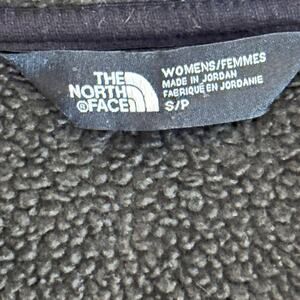 THE
NORTH
®FACE
WOMENS/FEMMES
MADE IN JORDAN
FABRIQUÉ EN JORDANIE
S/P